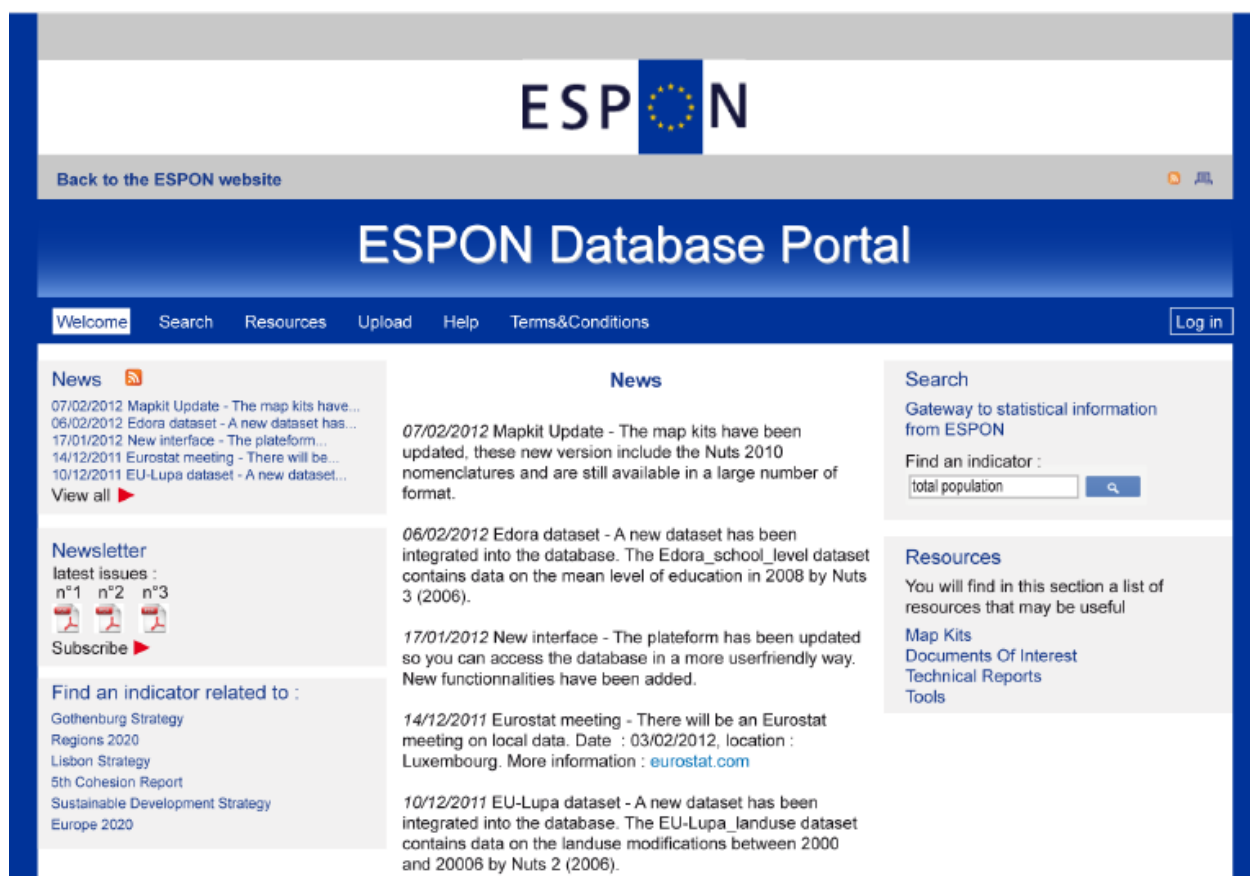 ESPON
Back to the ESPON website
ESPON Database Portal
Welcome Search Resources Upload Help Terms&Conditions Log in
News
07/02/2012 Mapkit Update - The map kits have...
06/02/2012 Edora dataset - A new dataset has...
17/01/2012 New interface - The plateform...
14/12/2011 Eurostat meeting - There will be...
10/12/2011 EU-Lupa dataset - A new dataset...
View all
Newsletter
latest issues :
n°1 n°2 n°3
Subscribe
Find an indicator related to :
Gothenburg Strategy
Regions 2020
Lisbon Strategy
5th Cohesion Report
Sustainable Development Strategy
Europe 2020
News
07/02/2012 Mapkit Update - The map kits have been
updated, these new version include the Nuts 2010
nomenclatures and are still available in a large number of
format.
06/02/2012 Edora dataset - A new dataset has been
integrated into the database. The Edora_school_level dataset
contains data on the mean level of education in 2008 by Nuts
3 (2006).
17/01/2012 New interface - The plateform has been updated
so you can access the database in a more userfriendly way.
New functionnalities have been added.
14/12/2011 Eurostat meeting - There will be an Eurostat
meeting on local data. Date : 03/02/2012, location :
Luxembourg. More information : eurostat.com
10/12/2011 EU-Lupa dataset - A new dataset has been
integrated into the database. The EU-Lupa_landuse dataset
contains data on the landuse modifications between 2000
and 20006 by Nuts 2 (2006).
Search
Gateway to statistical information
from ESPON
Find an indicator :
total population
Resources
You will find in this section a list of
resources that may be useful
Map Kits
Documents Of Interest
Technical Reports
Tools